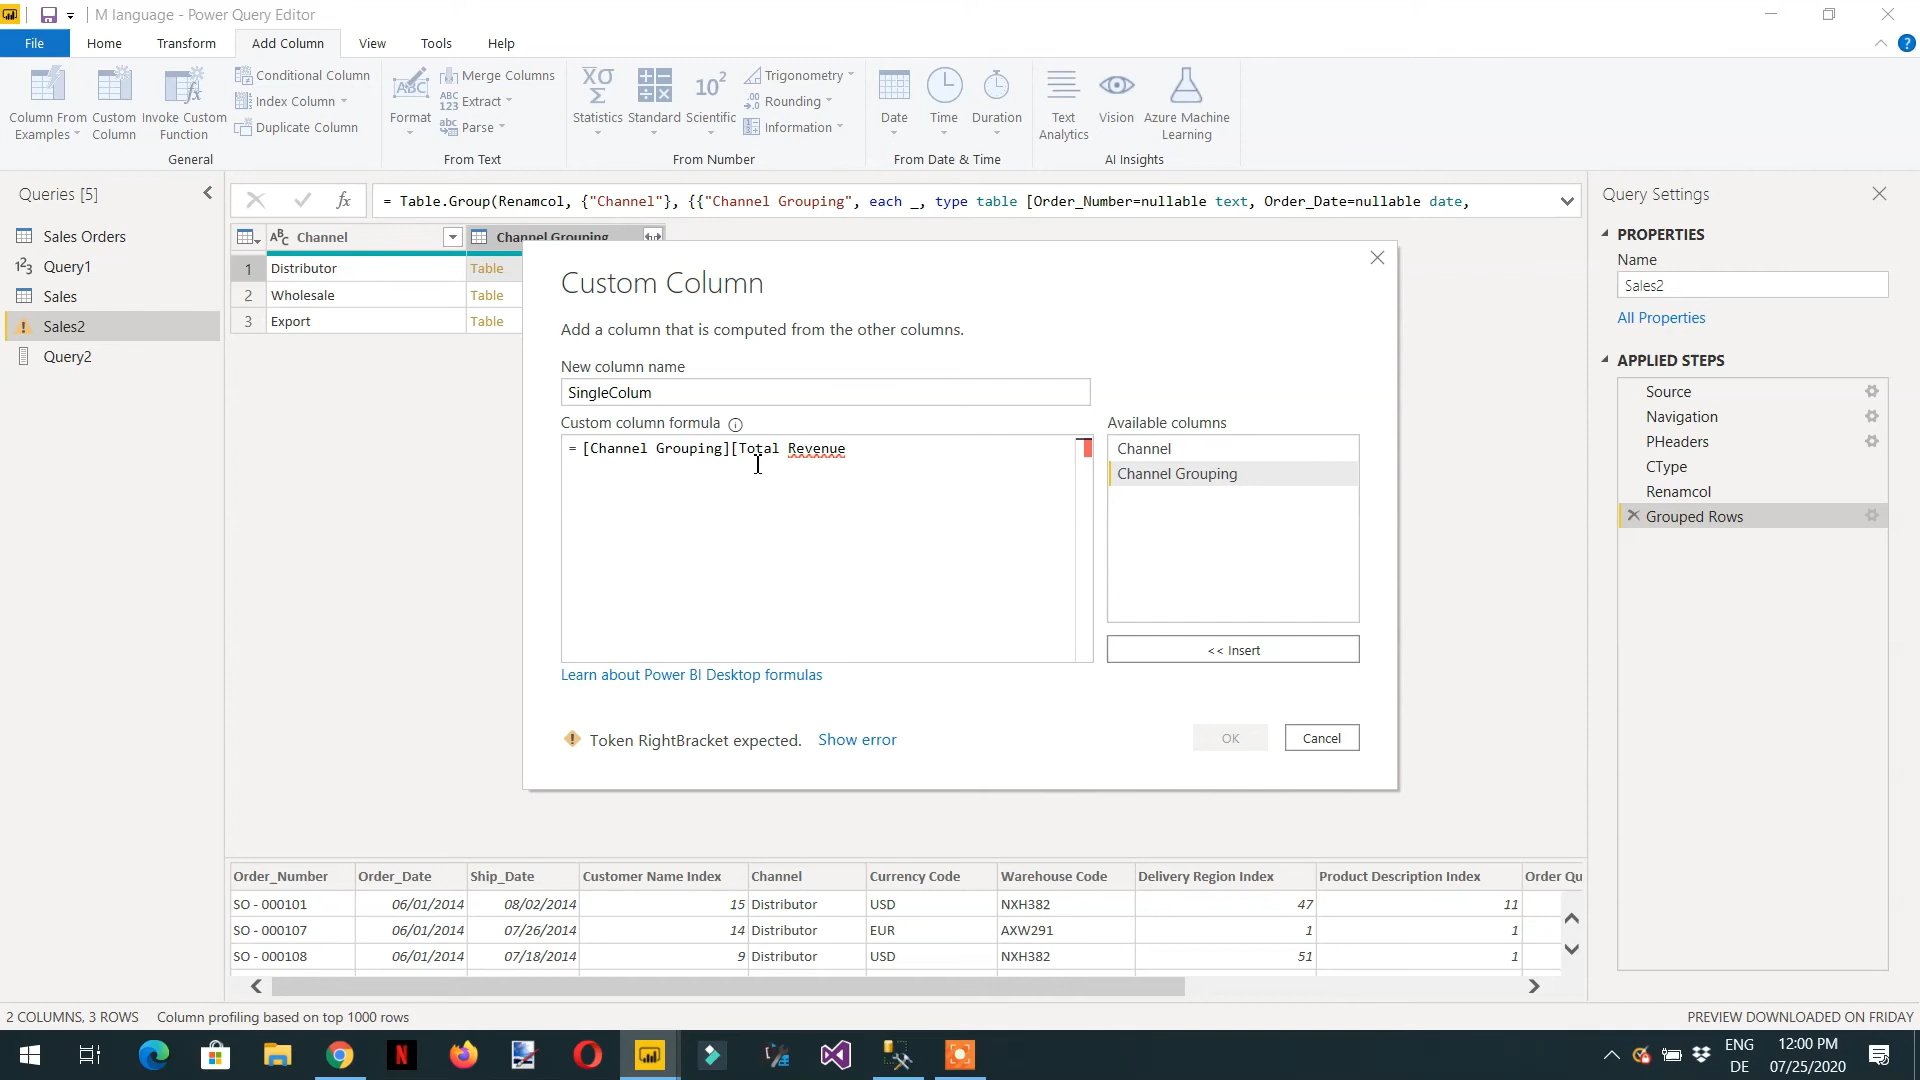 M language - Power Query Editor
File Home Transform Add Column View Tools Help
Column From Examples
Custom Column
Invoke Custom Function
Conditional Column
Index Column
Duplicate Column
General
Format
Merge Columns
Extract
Parse
From Text
Statistics
Standard
Scientific
Trigonometry
Rounding
Information
From Number
Date
Time
Duration
From Date & Time
Text Analytics
Vision
Azure Machine Learning
AI Insights
Queries [5]
Sales Orders
Query1
Sales
Sales2
Query2
= Table.Group(Renamcol, {"Channel"}, {{"Channel Grouping", each _, type table [Order_Number=nullable text, Order_Date=nullable date,
Channel Channel Grouping
1 Distributor Table
2 Wholesale Table
3 Export Table
Custom Column
Add a column that is computed from the other columns.
New column name
SingleColum
Custom column formula
= [Channel Grouping][Total Revenue
Available columns
Channel
Channel Grouping
<< Insert
Learn about Power BI Desktop formulas
Token RightBracket expected. Show error
OK Cancel
Query Settings
PROPERTIES
Name
Sales2
All Properties
APPLIED STEPS
Source
Navigation
PHeaders
CType
Renamcol
Grouped Rows
Order_Number Order_Date Ship_Date Customer Name Index Channel Currency Code Warehouse Code Delivery Region Index Product Description Index Order Qu
SO - 000101 06/01/2014 08/02/2014 15 Distributor USD NXH382 47 11
SO - 000107 06/01/2014 07/26/2014 14 Distributor EUR AXW291 1 1
SO - 000108 06/01/2014 07/18/2014 9 Distributor USD NXH382 51 1
2 COLUMNS, 3 ROWS Column profiling based on top 1000 rows
PREVIEW DOWNLOADED ON FRIDAY
ENG 12:00 PM
DE 07/25/2020